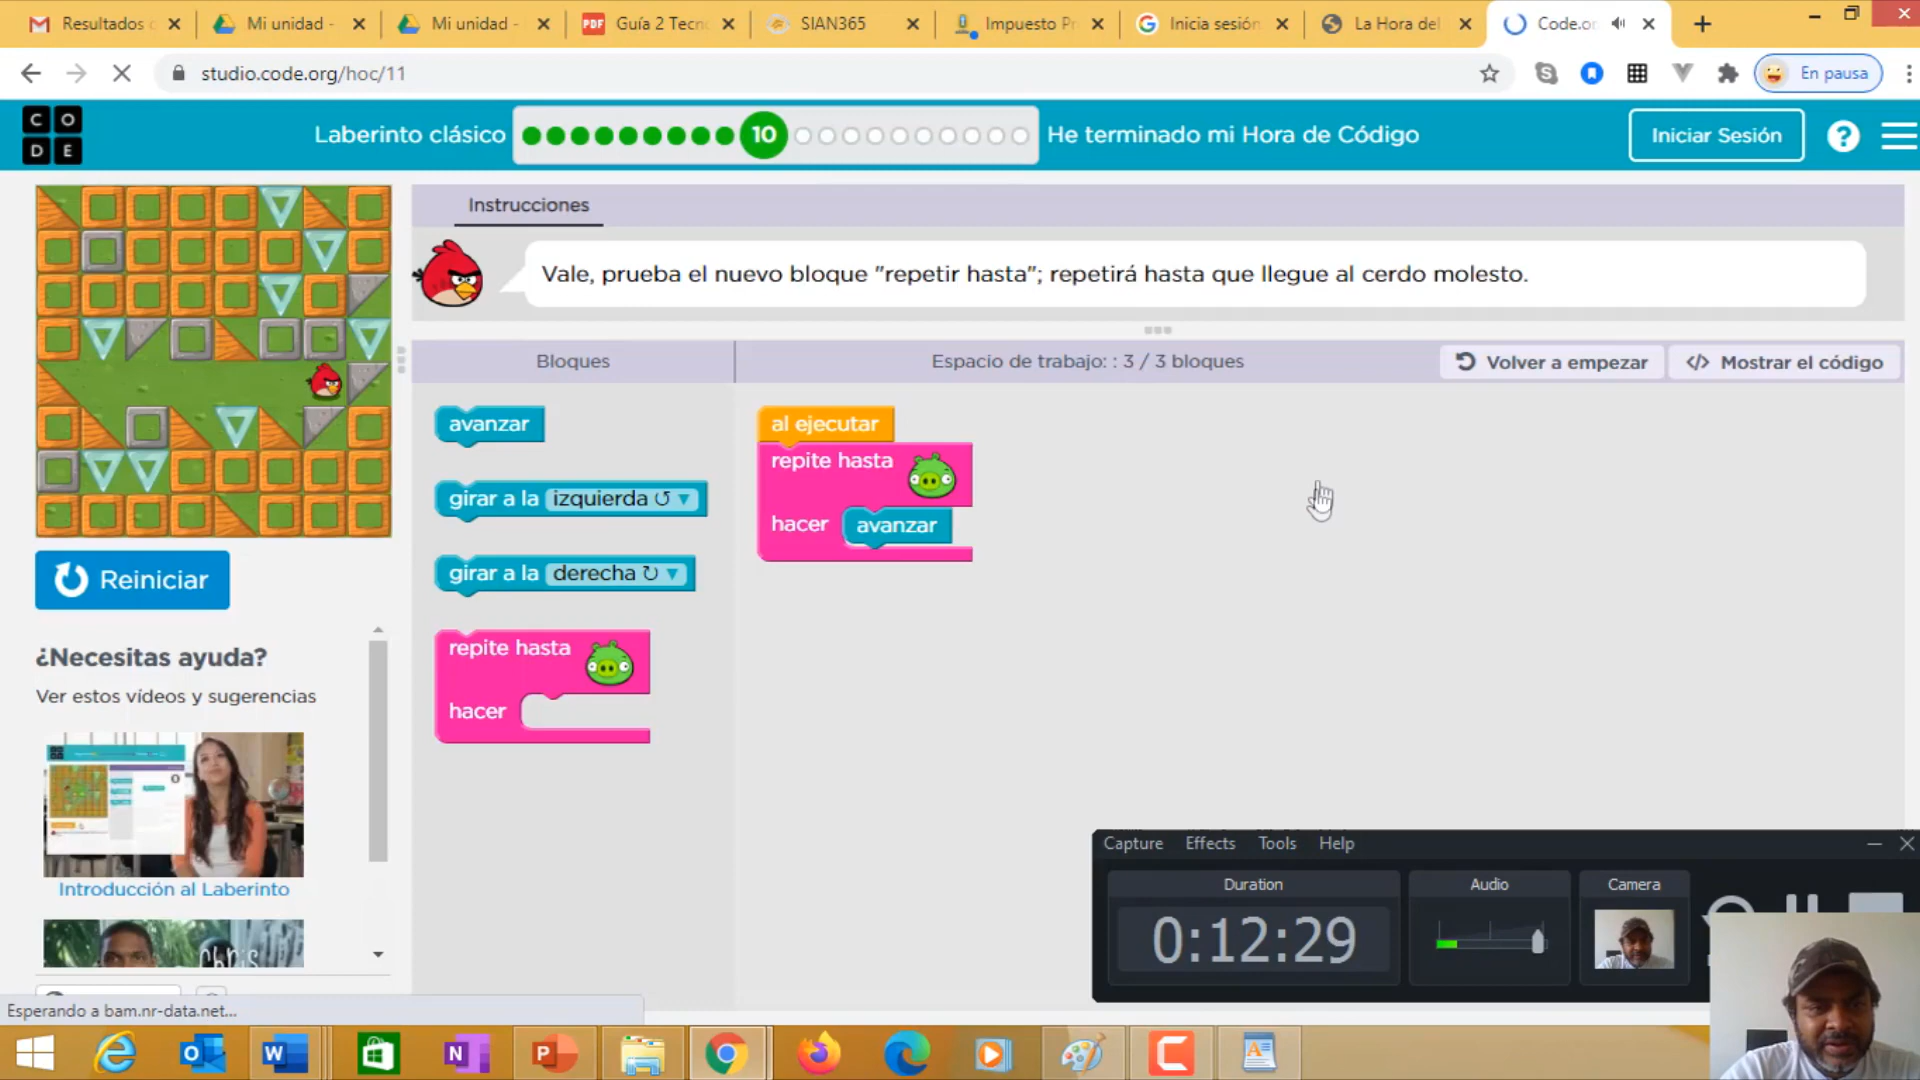 Resultados
Mi unidad -
Mi unidad -
PDF
Guía 2 Tecn
SIAN365
Impuesto Pr
Inicia sesión
La Hora del
Code.or
studio.code.org/hoc/11
En pausa
C O
D E
Laberinto clásico
10
He terminado mi Hora de Código
Iniciar Sesión
?
Instrucciones
Vale, prueba el nuevo bloque "repetir hasta"; repetirá hasta que llegue al cerdo molesto.
Bloques
Espacio de trabajo: : 3 / 3 bloques
Volver a empezar
</> Mostrar el código
avanzar
girar a la izquierda
girar a la derecha
repite hasta
hacer
al ejecutar
repite hasta
hacer avanzar
Reiniciar
¿Necesitas ayuda?
Ver estos vídeos y sugerencias
Introducción al Laberinto
chris
Capture Effects Tools Help
Duration
Audio
Camera
0:12:29
Esperando a bam.nr-data.net...